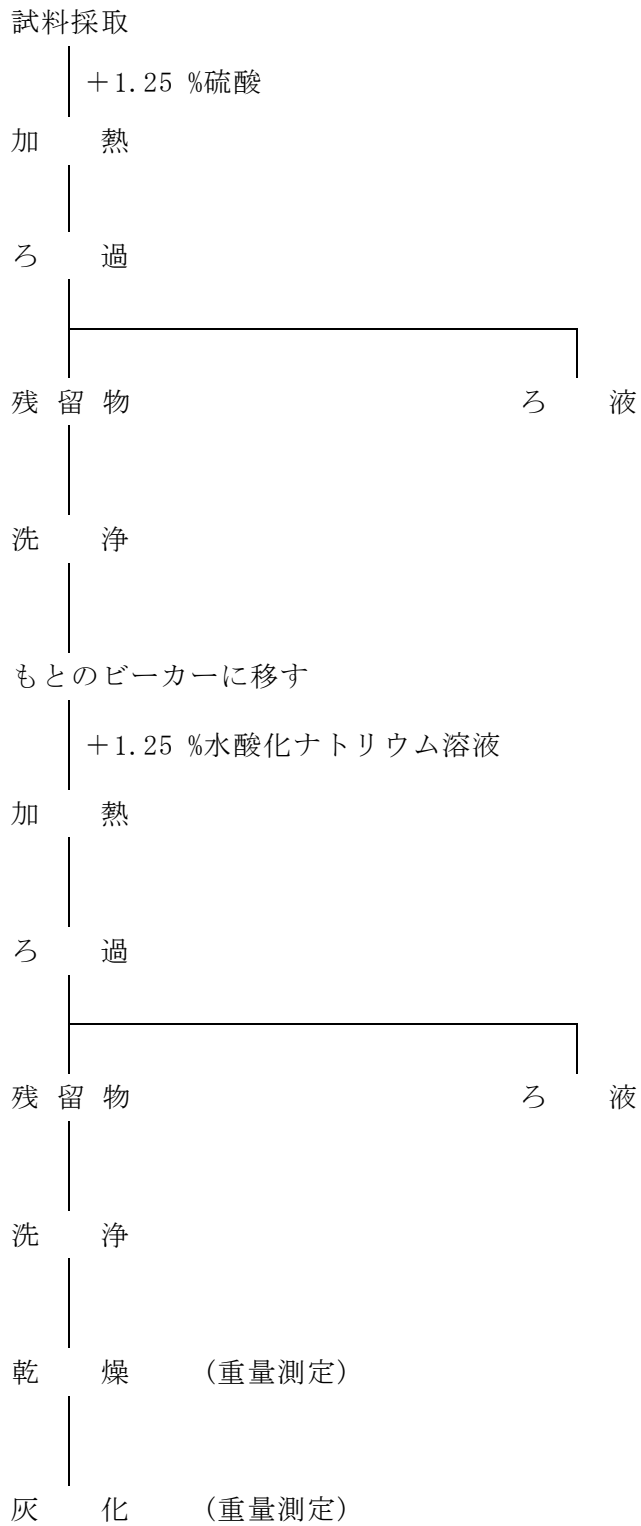 試料採取
+1.25 %硫酸
加 熱
ろ 過
残留物 ろ 液
洗 浄
もとのビーカーに移す
+1.25 %水酸化ナトリウム溶液
加 熱
ろ 過
残留物 ろ 液
洗 浄
乾 燥 (重量測定)
灰 化 (重量測定)